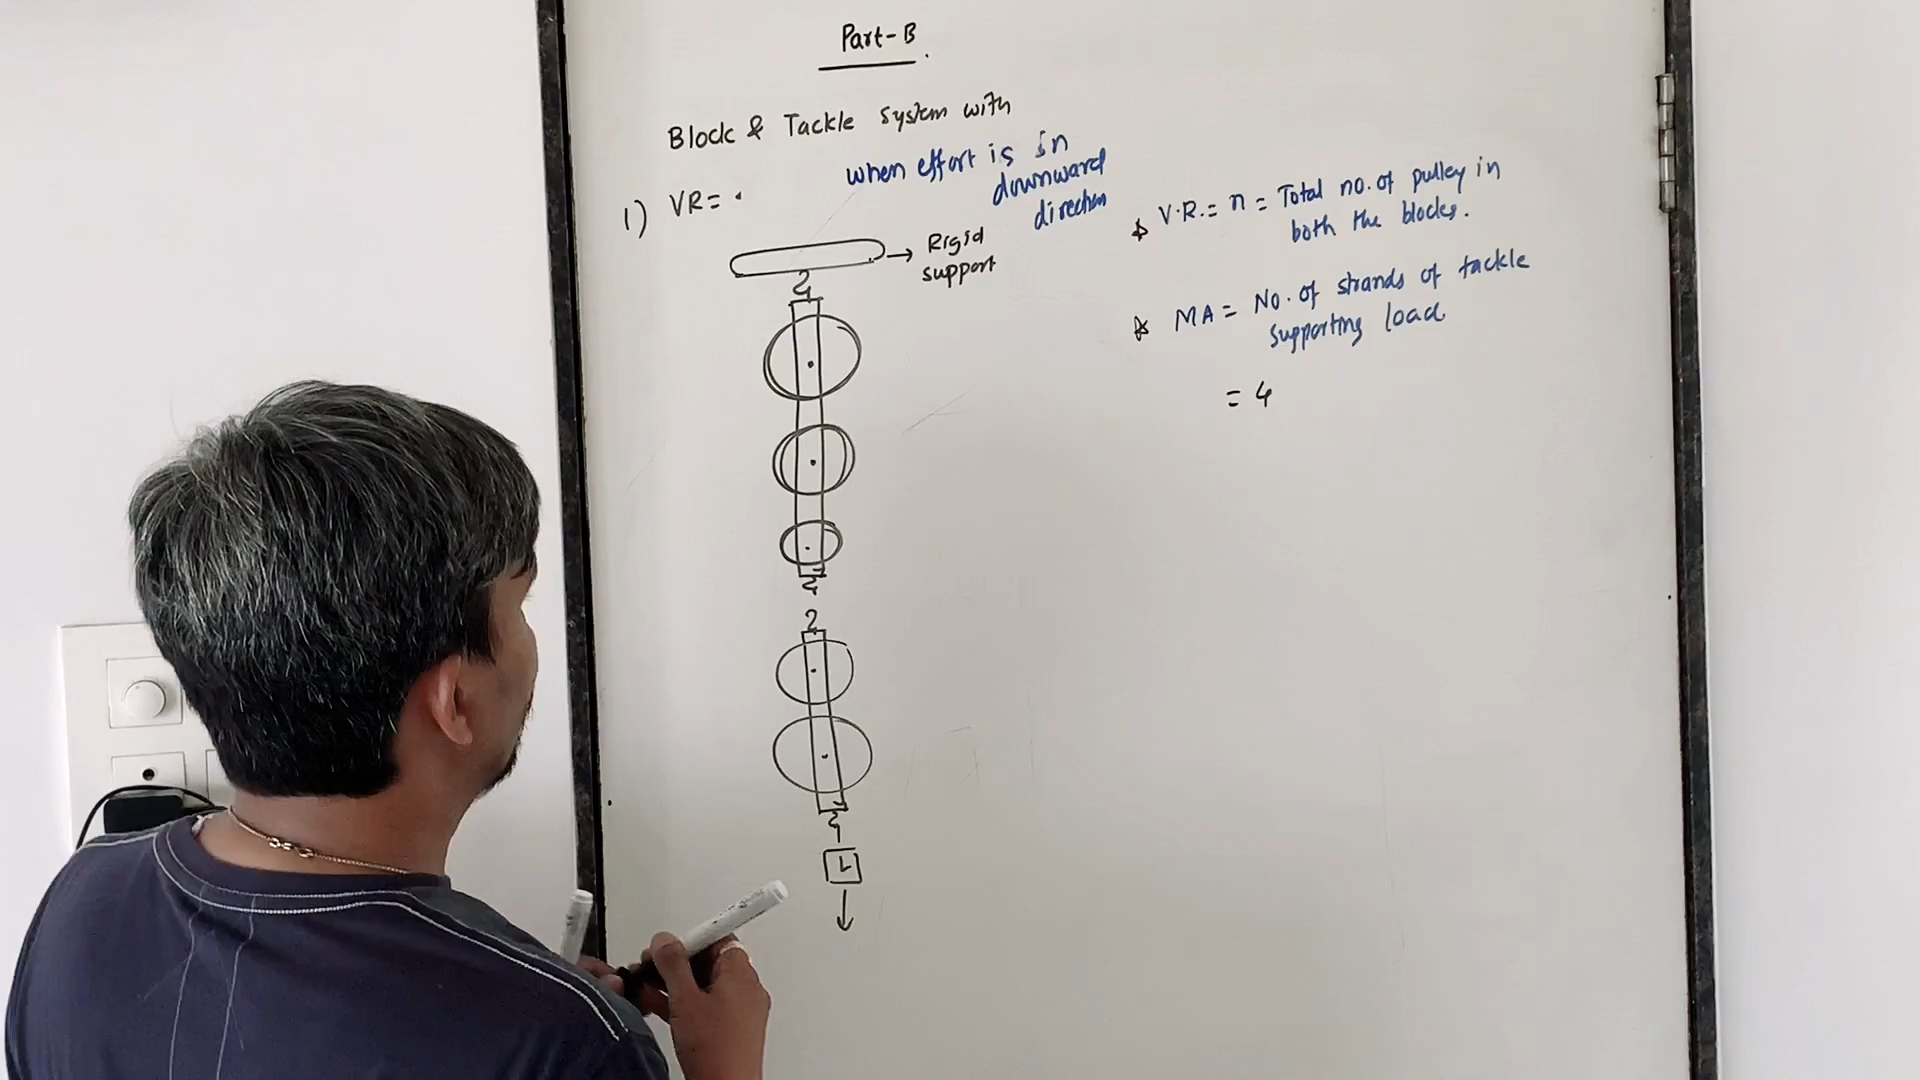 Part-B.
Block & Tackle System with
when effort is in
downward
direction
1) VR =
→ Rigid
support
V.R. = n = Total no. of pulley in
both the blocks.
MA = No. of strands of tackle
supporting load
= 4
L